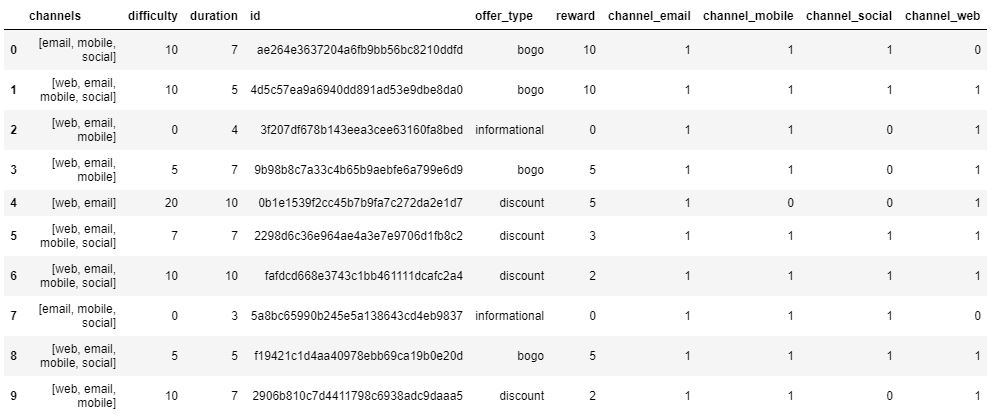 channels difficulty duration id offer_type reward channel_email channel_mobile channel_social channel_web
0 [email, mobile, social] 10 7 ae264e3637204a6fb9bb56bc8210ddfd bogo 10 1 1 1 0
1 [web, email, mobile, social] 10 5 4d5c57ea9a6940dd891ad53e9dbe8da0 bogo 10 1 1 1 1
2 [web, email, mobile] 0 4 3f207df678b143eea3cee63160fa8bed informational 0 1 1 0 1
3 [web, email, mobile] 5 7 9b98b8c7a33c4b65b9aebfe6a799e6d9 bogo 5 1 1 0 1
4 [web, email] 20 10 0b1e1539f2cc45b7b9fa7c272da2e1d7 discount 5 1 0 0 1
5 [web, email, mobile, social] 7 7 2298d6c36e964ae4a3e7e9706d1fb8c2 discount 3 1 1 1 1
6 [web, email, mobile, social] 10 10 fafdcd668e3743c1bb461111dcafc2a4 discount 2 1 1 1 1
7 [email, mobile, social] 0 3 5a8bc65990b245e5a138643cd4eb9837 informational 0 1 1 1 0
8 [web, email, mobile, social] 5 5 f19421c1d4aa40978ebb69ca19b0e20d bogo 5 1 1 1 1
9 [web, email, mobile] 10 7 2906b810c7d4411798c6938adc9daaa5 discount 2 1 1 0 1